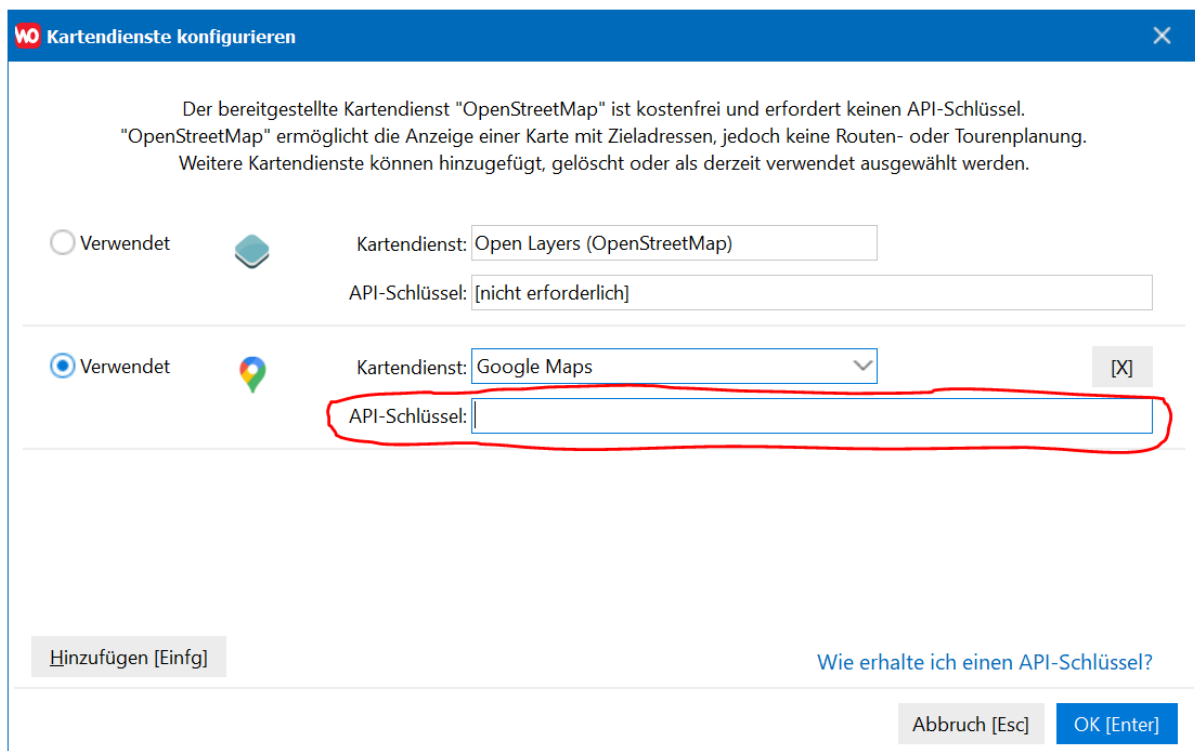 WO Kartendienste konfigurieren
Der bereitgestellte Kartendienst "OpenStreetMap" ist kostenfrei und erfordert keinen API-Schlüssel.
"OpenStreetMap" ermöglicht die Anzeige einer Karte mit Zieladressen, jedoch keine Routen- oder Tourenplanung.
Weitere Kartendienste können hinzugefügt, gelöscht oder als derzeit verwendet ausgewählt werden.
Verwendet Kartendienst: Open Layers (OpenStreetMap)
API-Schlüssel: [nicht erforderlich]
Verwendet Kartendienst: Google Maps [X]
API-Schlüssel:
Hinzufügen [Einfg]
Wie erhalte ich einen API-Schlüssel?
Abbruch [Esc] OK [Enter]